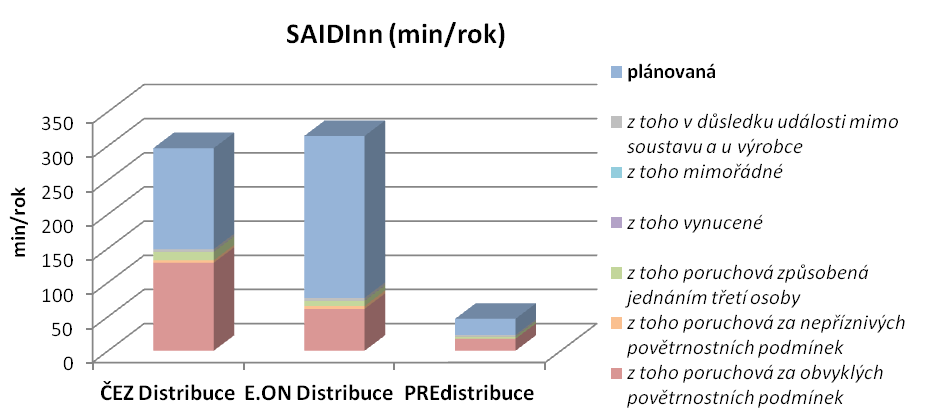 SAIDInn (min/rok)
min/rok
350
300
250
200
150
100
50
0
ČEZ Distribuce E.ON Distribuce PREdistribuce
plánovaná
z toho v důsledku události mimo
soustavu a u výrobce
z toho mimořádné
z toho vynucené
z toho poruchová způsobená
jednáním třetí osoby
z toho poruchová za nepříznivých
povětrnostních podmínek
z toho poruchová za obvyklých
povětrnostních podmínek